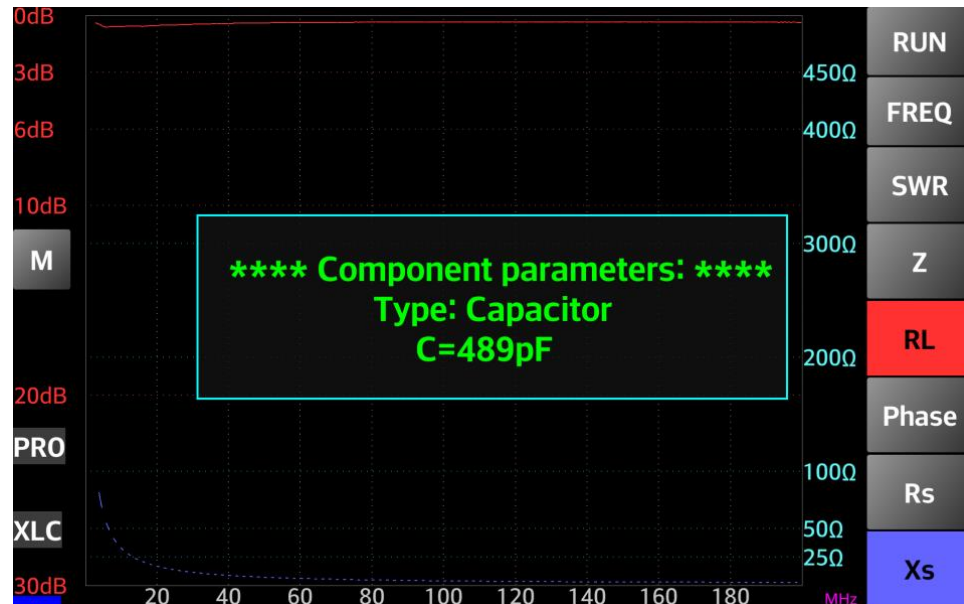 0dB
3dB
6dB
10dB
20dB
30dB
M
PRO
XLC
**** Component parameters: ****
Type: Capacitor
C=489pF
450Ω
400Ω
300Ω
200Ω
100Ω
50Ω
25Ω
20 40 60 80 100 120 140 160 180 MHz
RUN
FREQ
SWR
Z
RL
Phase
Rs
Xs